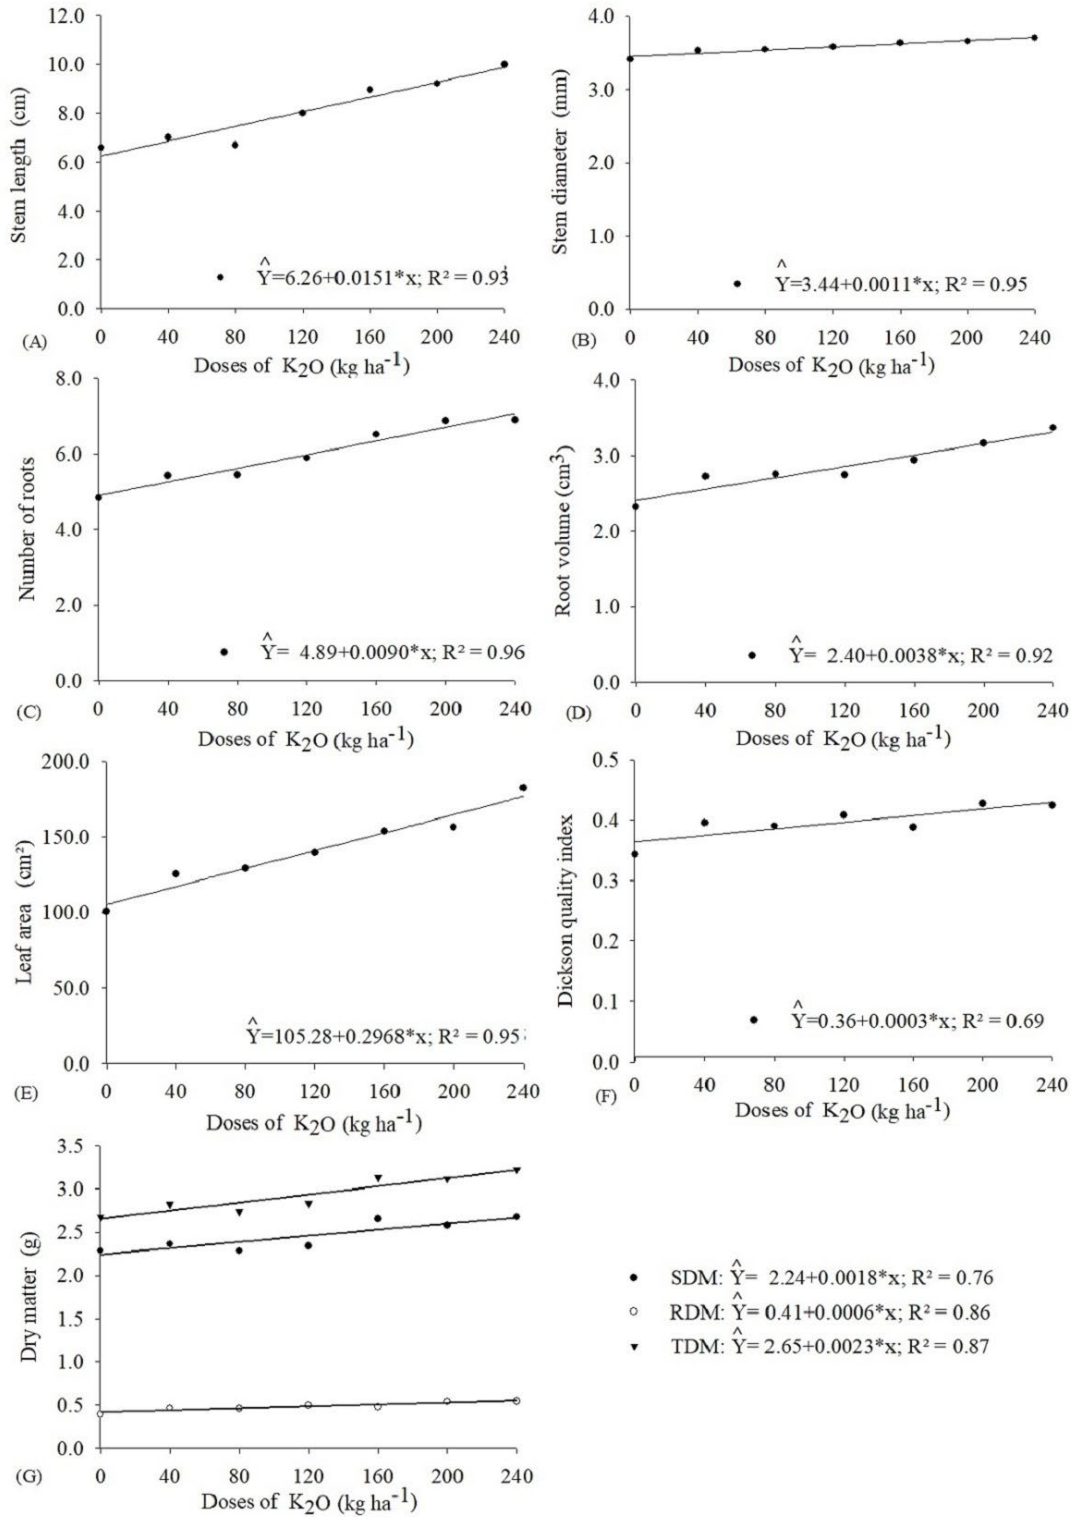 12.0
10.0
8.0
6.0
4.0
2.0
0.0
Stem length (cm)
Ŷ=6.26+0.0151*x; R² = 0.93
0 40 80 120 160 200 240
(A)
Doses of K₂O (kg ha⁻¹)
4.0
3.0
2.0
1.0
0.0
Stem diameter (mm)
Ŷ=3.44+0.0011*x; R² = 0.95
0 40 80 120 160 200 240
(B)
Doses of K₂O (kg ha⁻¹)
8.0
6.0
4.0
2.0
0.0
Number of roots
Ŷ= 4.89+0.0090*x; R² = 0.96
0 40 80 120 160 200 240
(C)
Doses of K₂O (kg ha⁻¹)
4.0
3.0
2.0
1.0
0.0
Root volume (cm³)
Ŷ= 2.40+0.0038*x; R² = 0.92
0 40 80 120 160 200 240
(D)
Doses of K₂O (kg ha⁻¹)
200.0
150.0
100.0
50.0
0.0
Leaf area (cm²)
Ŷ=105.28+0.2968*x; R² = 0.95
0 40 80 120 160 200 240
(E)
Doses of K₂O (kg ha⁻¹)
0.5
0.4
0.3
0.2
0.1
0.0
Dickson quality index
Ŷ=0.36+0.0003*x; R² = 0.69
0 40 80 120 160 200 240
(F)
Doses of K₂O (kg ha⁻¹)
3.5
3.0
2.5
2.0
1.5
1.0
0.5
0.0
Dry matter (g)
0 40 80 120 160 200 240
(G)
Doses of K₂O (kg ha⁻¹)
SDM: Ŷ= 2.24+0.0018*x; R² = 0.76
RDM: Ŷ= 0.41+0.0006*x; R² = 0.86
TDM: Ŷ= 2.65+0.0023*x; R² = 0.87